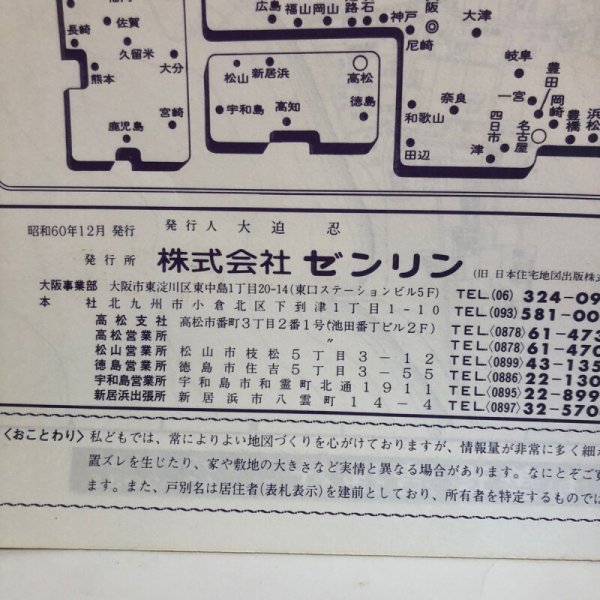 広島 福山 岡山 路 石 神戸 阪 大津
尼崎
長崎 佐賀
久留米
熊本 大分
宮崎
鹿児島
松山 新居浜 高松
宇和島 高知 徳島
岐阜 豊田
一宮 岡崎
奈良 和歌山
四日市 名古屋 豊橋 浜松
田辺 津
昭和60年12月 発行 発行人 大迫 忍
発行所 株式会社 ゼンリン (旧 日本住宅地図出版株式
大阪事業部 大阪市東淀川区東中島1丁目20-14(東口ステーションビル5F) TEL.(06) 324-09
本社 北九州市小倉北区下到津1丁目1-10 TEL.(093) 581-00
高松支社 高松市番町3丁目2番1号(池田番丁ビル2F) TEL.(0878) 61-473
高松営業所 〃 TEL.(0878) 61-470
松山営業所 松山市枝松5丁目3-12 TEL.(0899) 43-135
徳島営業所 徳島市住吉5丁目3-55 TEL.(0886) 22-130
宇和島営業所 宇和島市和霊町北通1911 TEL.(0895) 22-899
新居浜出張所 新居浜市八雲町14-4 TEL.(0897) 32-570
〈おことわり〉私どもでは、常によりよい地図づくりを心がけておりますが、情報量が非常に多く細
置ズレを生じたり、家や敷地の大きさなど実情と異なる場合があります。なにとぞご
ます。また、戸別名は居住者(表札表示)を建前としており、所有者を特定するものでは